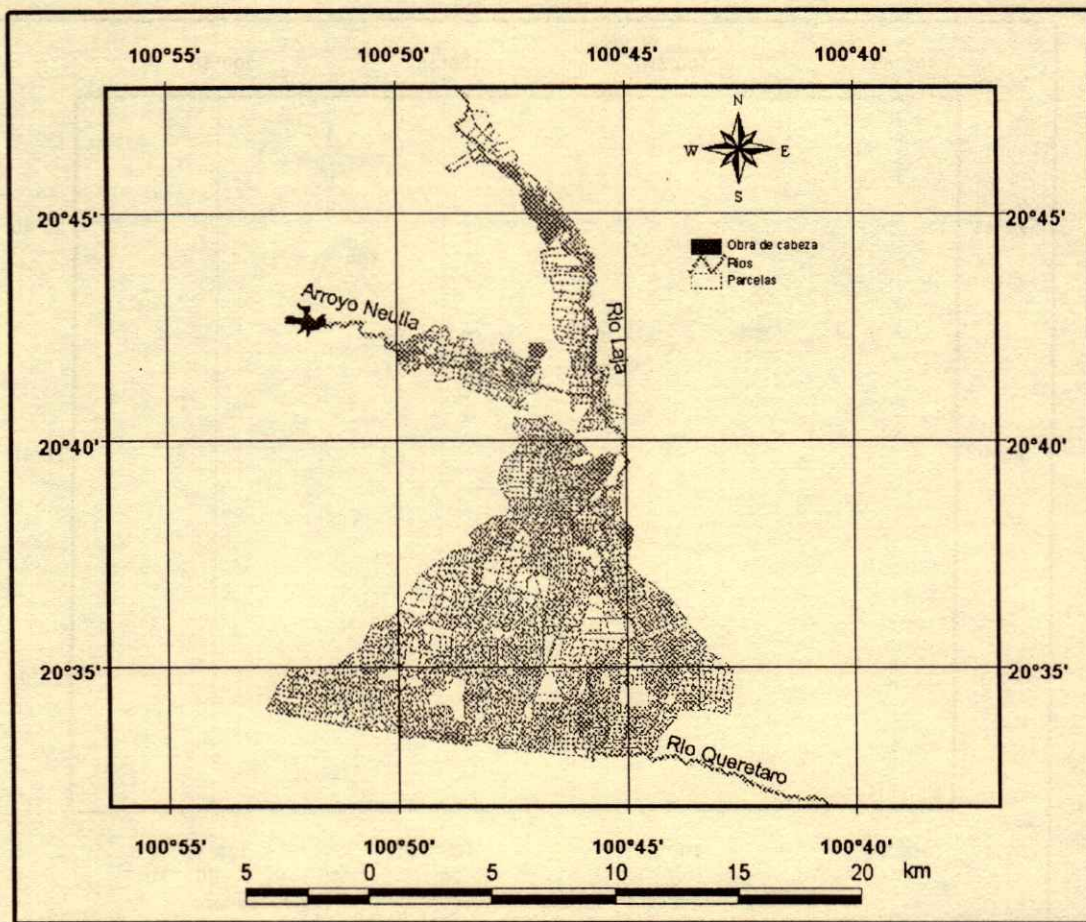 100°55' 100°50' 100°45' 100°40'
N
W E
S
20°45' 20°45'
Obra de cabeza
Rios
Parcelas
Arroyo Neutla
Rio Laja
20°40' 20°40'
20°35' 20°35'
Rio Queretaro
100°55' 100°50' 100°45' 100°40'
5 0 5 10 15 20 km